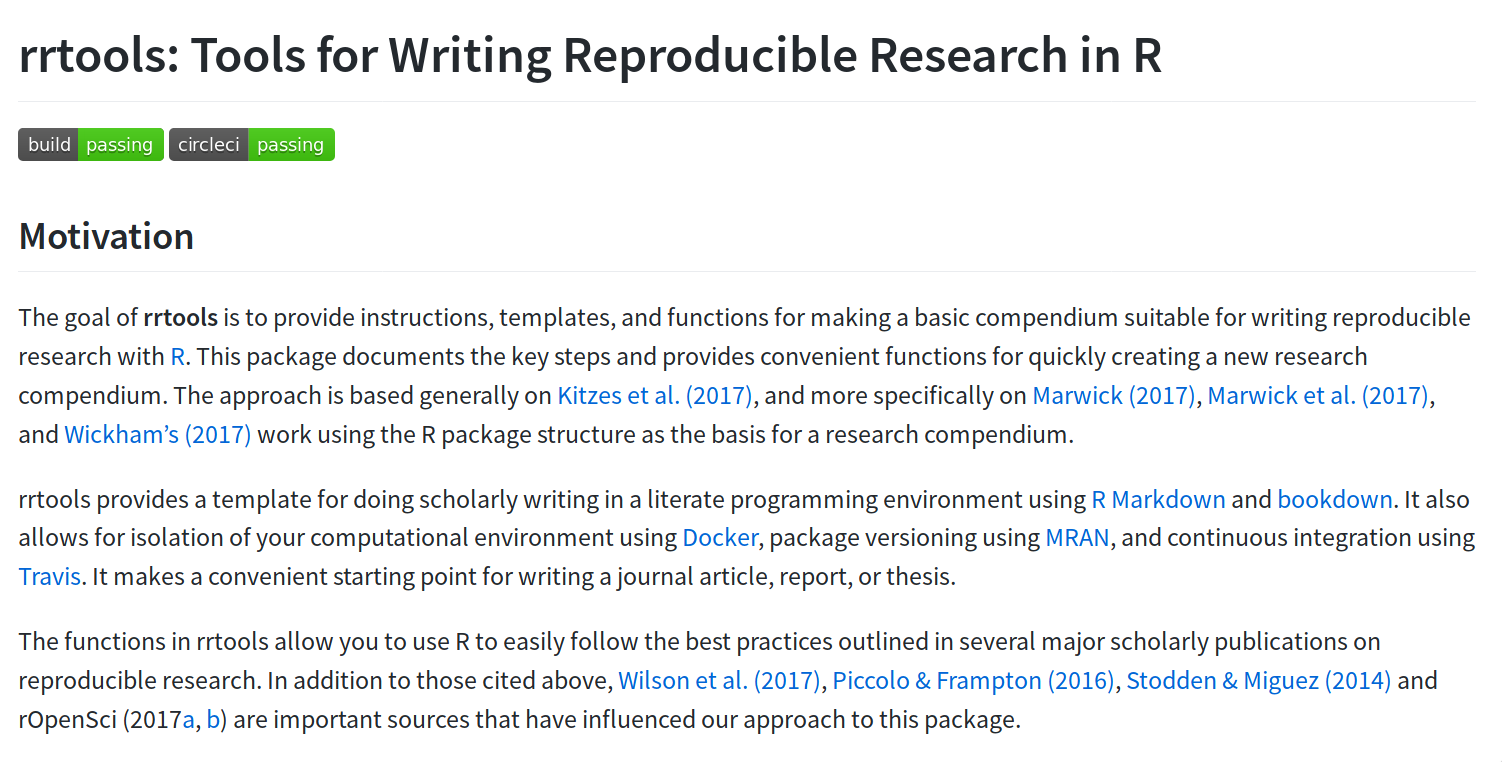 rrtools: Tools for Writing Reproducible Research in R
build passing circleci passing
Motivation
The goal of rrtools is to provide instructions, templates, and functions for making a basic compendium suitable for writing reproducible
research with R. This package documents the key steps and provides convenient functions for quickly creating a new research
compendium. The approach is based generally on Kitzes et al. (2017), and more specifically on Marwick (2017), Marwick et al. (2017),
and Wickham’s (2017) work using the R package structure as the basis for a research compendium.
rrtools provides a template for doing scholarly writing in a literate programming environment using R Markdown and bookdown. It also
allows for isolation of your computational environment using Docker, package versioning using MRAN, and continuous integration using
Travis. It makes a convenient starting point for writing a journal article, report, or thesis.
The functions in rrtools allow you to use R to easily follow the best practices outlined in several major scholarly publications on
reproducible research. In addition to those cited above, Wilson et al. (2017), Piccolo & Frampton (2016), Stodden & Miguez (2014) and
rOpenSci (2017a, b) are important sources that have influenced our approach to this package.